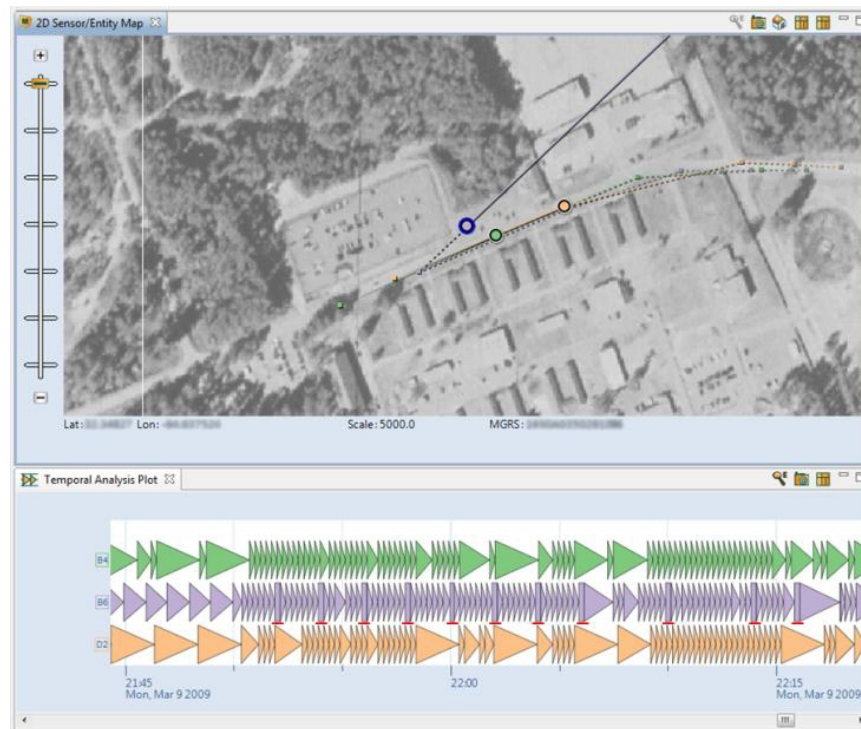 2D Sensor/Entity Map
Lat: Lon: Scale: 5000.0 MGRS:
Temporal Analysis Plot
B4
B6
D2
21:45 22:00 22:15
Mon, Mar 9 2009 Mon, Mar 9 2009